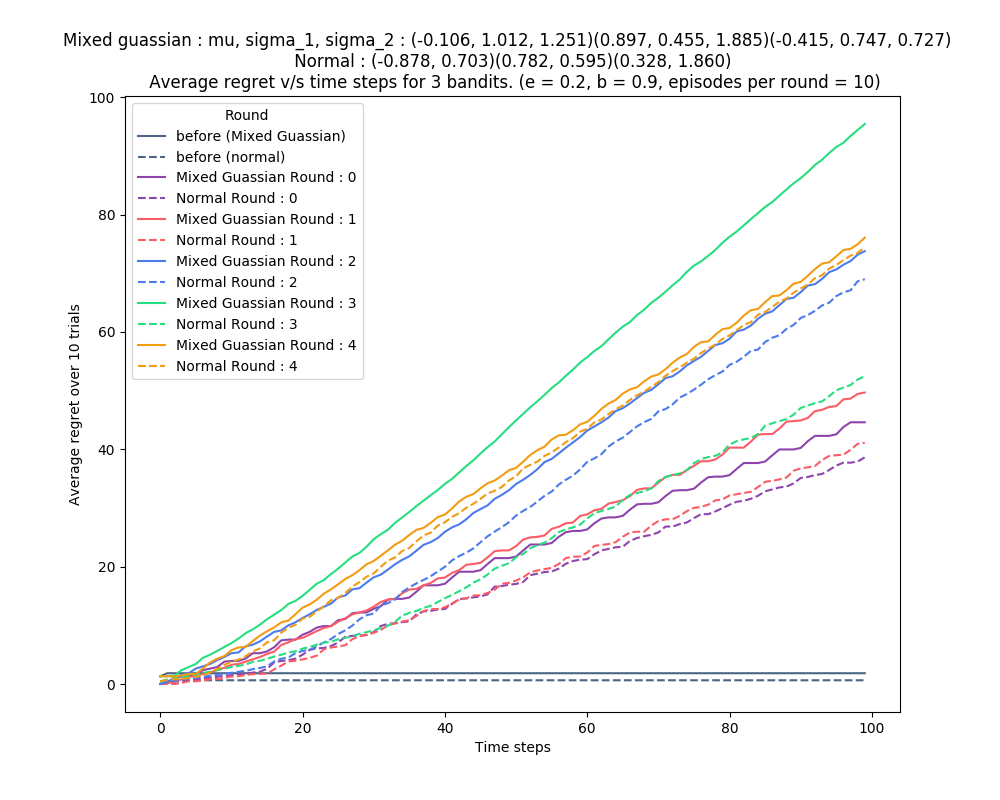 Mixed guassian : mu, sigma_1, sigma_2 : (-0.106, 1.012, 1.251)(0.897, 0.455, 1.885)(-0.415, 0.747, 0.727)
Normal : (-0.878, 0.703)(0.782, 0.595)(0.328, 1.860)
Average regret v/s time steps for 3 bandits. (e = 0.2, b = 0.9, episodes per round = 10)
Round
before (Mixed Guassian)
before (normal)
Mixed Guassian Round : 0
Normal Round : 0
Mixed Guassian Round : 1
Normal Round : 1
Mixed Guassian Round : 2
Normal Round : 2
Mixed Guassian Round : 3
Normal Round : 3
Mixed Guassian Round : 4
Normal Round : 4
Average regret over 10 trials
100
80
60
40
20
0
0 20 40 60 80 100
Time steps